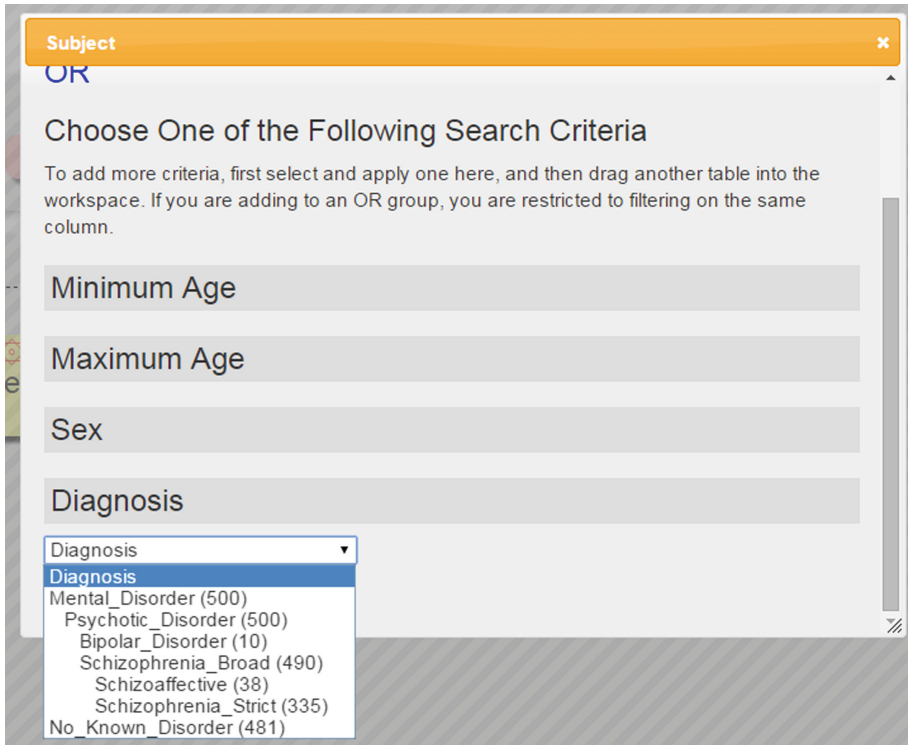 Subject
OR
Choose One of the Following Search Criteria
To add more criteria, first select and apply one here, and then drag another table into the
workspace. If you are adding to an OR group, you are restricted to filtering on the same
column.
Minimum Age
Maximum Age
e
Sex
Diagnosis
Diagnosis
Diagnosis
Mental_Disorder (500)
Psychotic_Disorder (500)
Bipolar_Disorder (10)
Schizophrenia_Broad (490)
Schizoaffective (38)
Schizophrenia_Strict (335)
No_Known_Disorder (481)